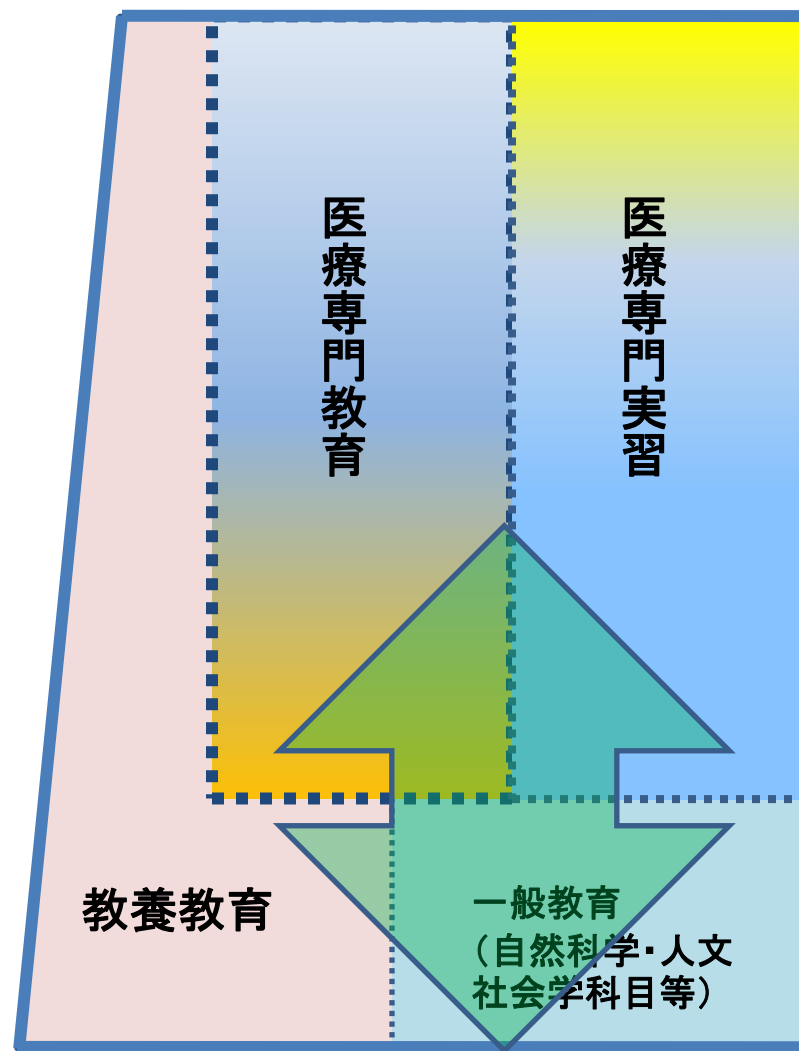 医療専門教育
医療専門実習
教養教育
一般教育
（自然科学・人文
社会学科目等）